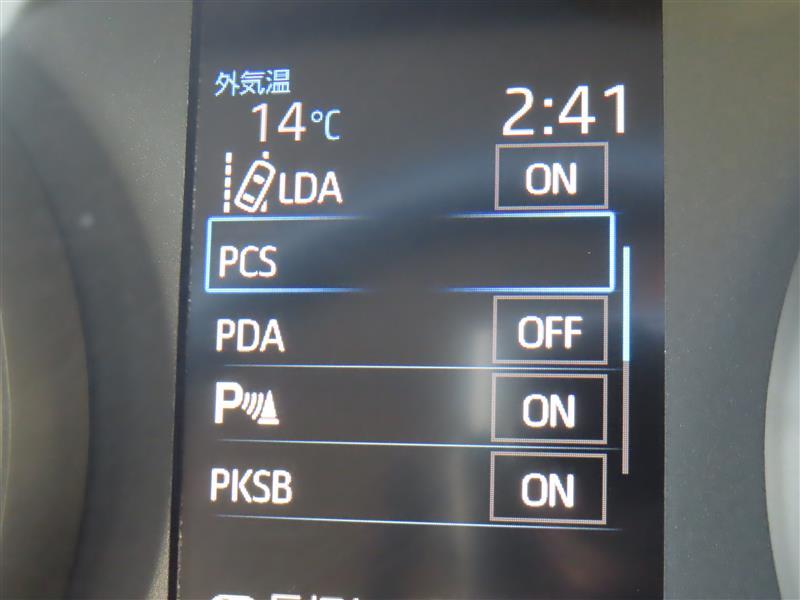 外気温
14℃ 2:41
LDA ON
PCS
PDA OFF
P ON
PKSB ON